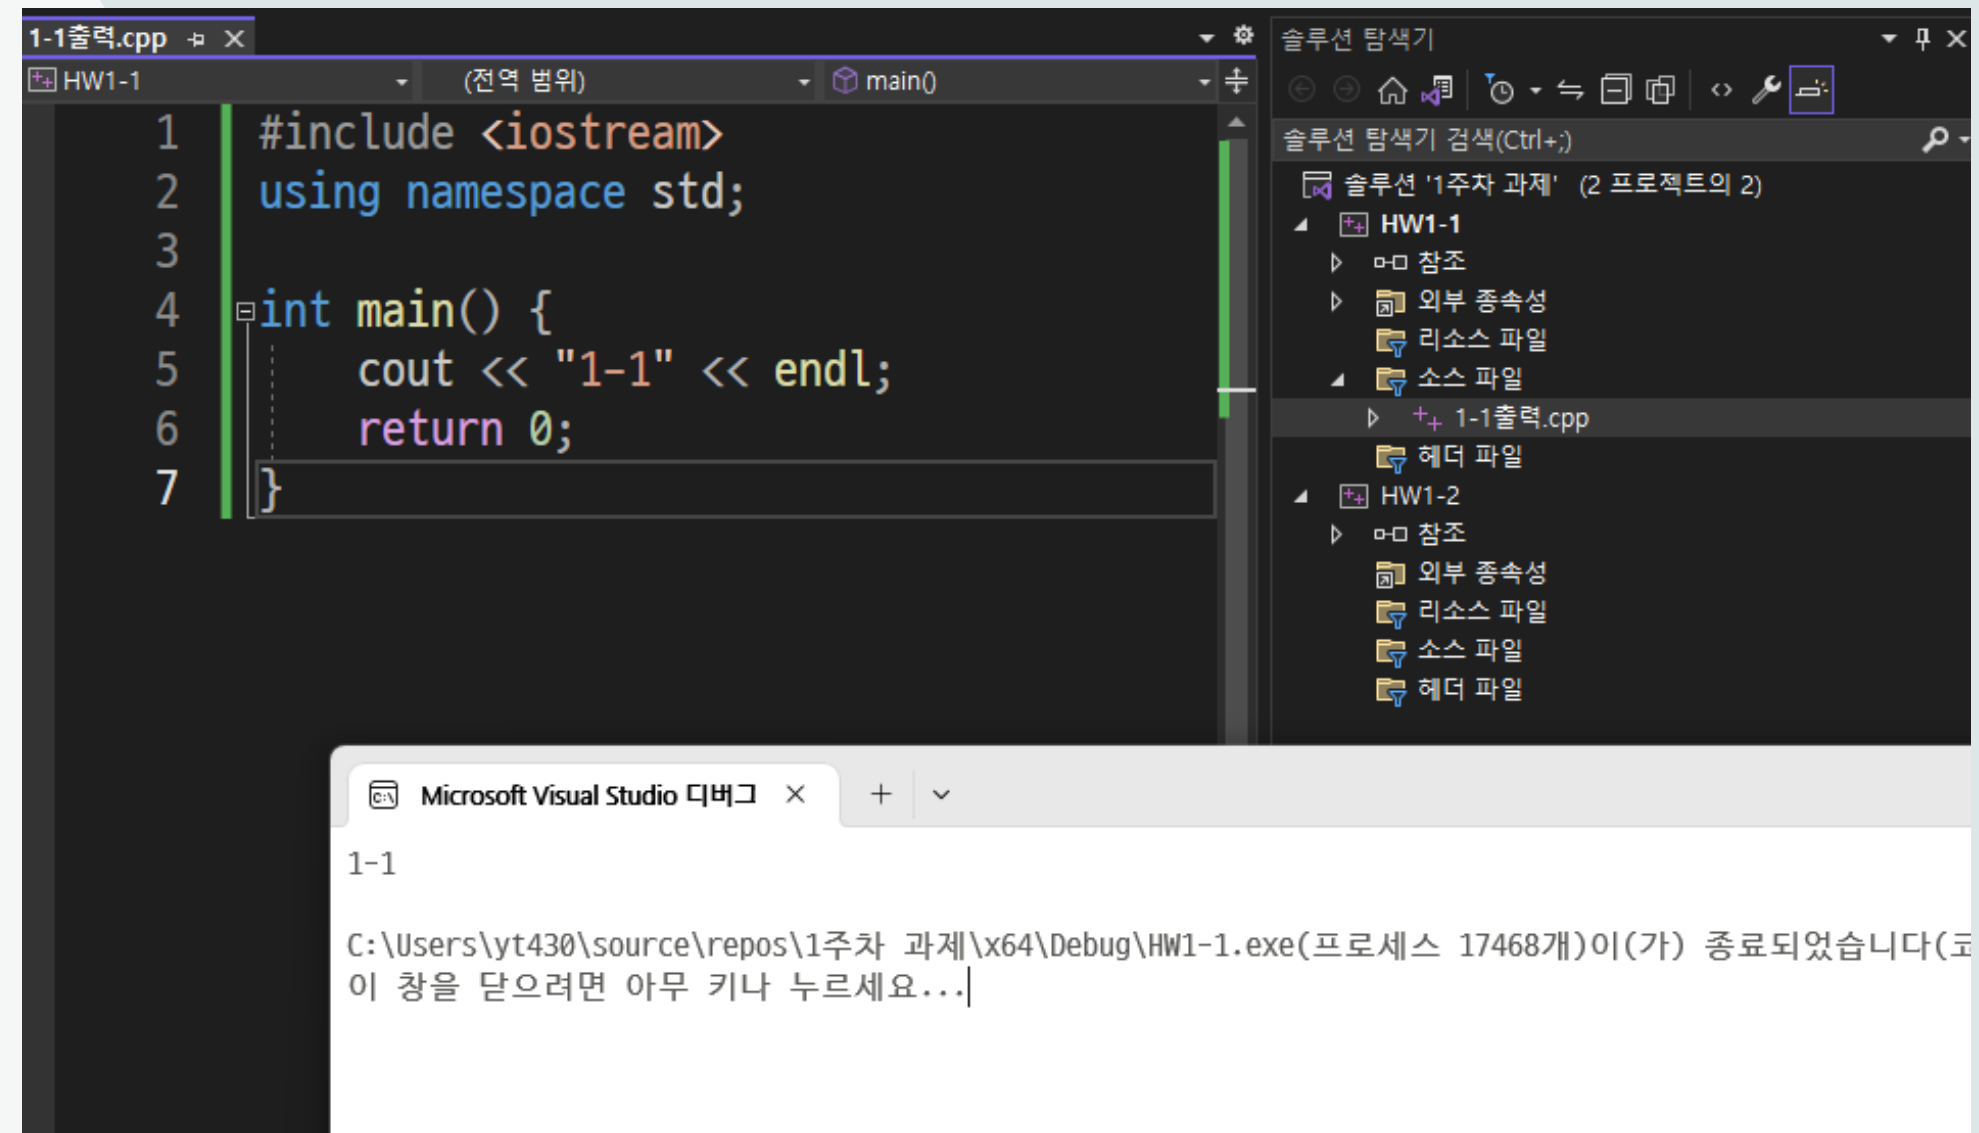 1-1출력.cpp
HW1-1
(전역 범위)
main()
1 #include <iostream>
2 using namespace std;
3
4 int main() {
5 cout << "1-1" << endl;
6 return 0;
7 }
솔루션 탐색기
솔루션 탐색기 검색(Ctrl+;)
솔루션 '1주차 과제' (2 프로젝트의 2)
HW1-1
참조
외부 종속성
리소스 파일
소스 파일
1-1출력.cpp
헤더 파일
HW1-2
참조
외부 종속성
리소스 파일
소스 파일
헤더 파일
Microsoft Visual Studio 디버그
1-1
C:\Users\yt430\source\repos\1주차 과제\x64\Debug\HW1-1.exe(프로세스 17468개)이(가) 종료되었습니다(코
이 창을 닫으려면 아무 키나 누르세요...